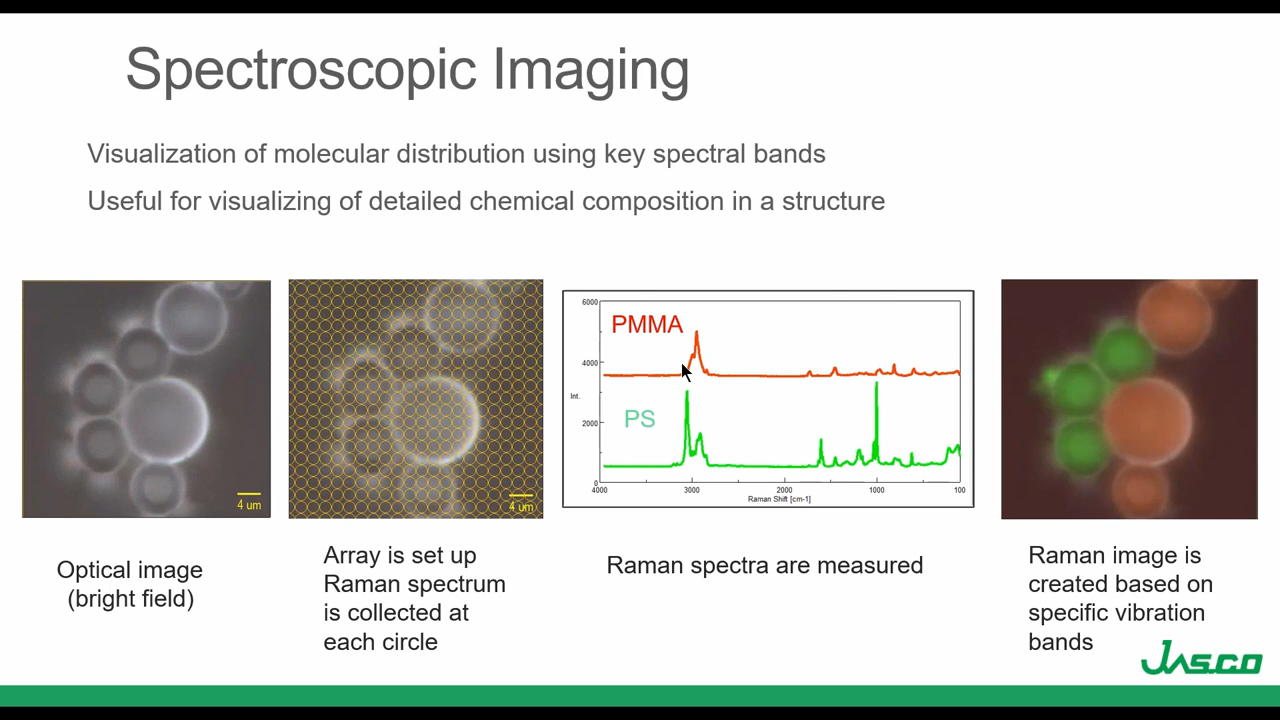 Spectroscopic Imaging
Visualization of molecular distribution using key spectral bands
Useful for visualizing of detailed chemical composition in a structure
4 um
4 um
6000
4000
2000
0
Int.
PMMA
PS
4000
3000
2000
1000
100
Raman Shift [cm-1]
Optical image
(bright field)
Array is set up
Raman spectrum
is collected at
each circle
Raman spectra are measured
Raman image is
created based on
specific vibration
bands
Jasco